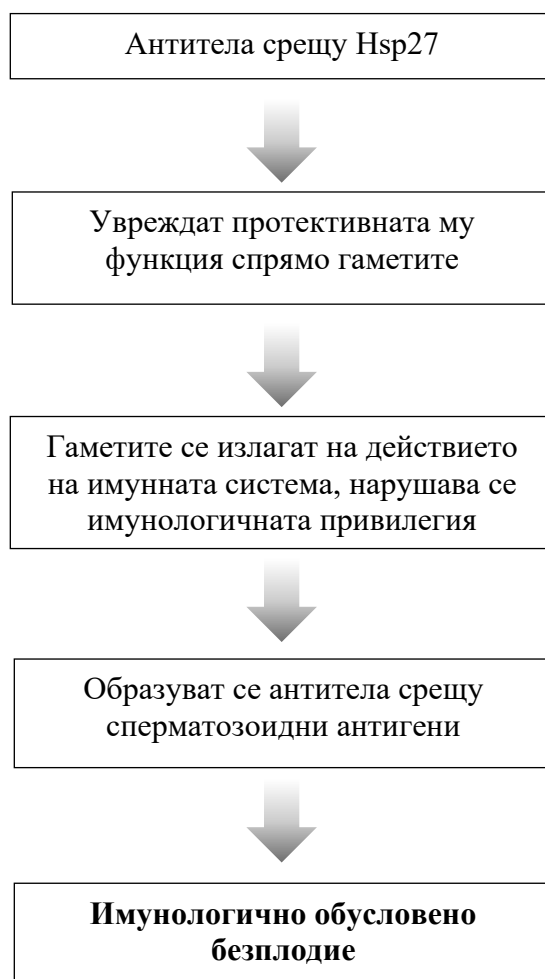 Антитела срещу Hsp27
Увреждат протективната му
функция спрямо гаметите
Гаметите се излагат на действието
на имунната система, нарушава се
имунологичната привилегия
Образуват се антитела срещу
сперматозоидни антигени
Имунологично обусловено
безплодие